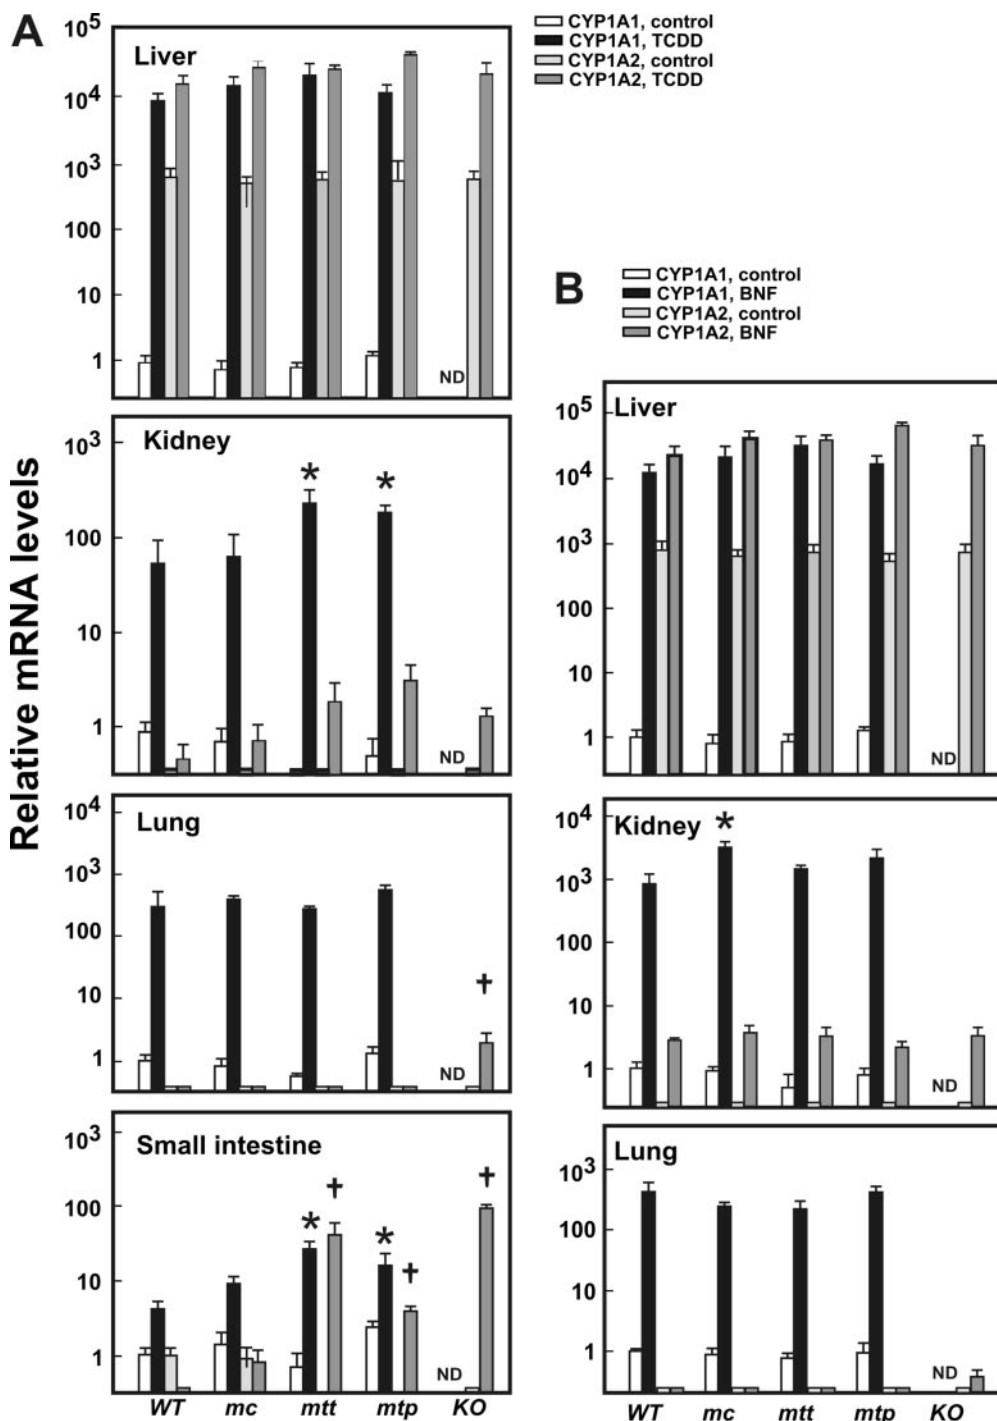 A
CYP1A1, control
CYP1A1, TCDD
CYP1A2, control
CYP1A2, TCDD
Relative mRNA levels
Liver
10^5
10^4
10^3
100
10
1
ND
Kidney
10^3
100
10
1
*
*
ND
Lung
10^4
10^3
100
10
1
ND
†
Small intestine
10^3
100
10
1
*
†
*
†
ND
†
WT mc mtt mtp KO
B
CYP1A1, control
CYP1A1, BNF
CYP1A2, control
CYP1A2, BNF
Liver
10^5
10^4
10^3
100
10
1
ND
Kidney
10^4
10^3
100
10
1
*
ND
Lung
10^3
100
10
1
ND
WT mc mtt mtp KO